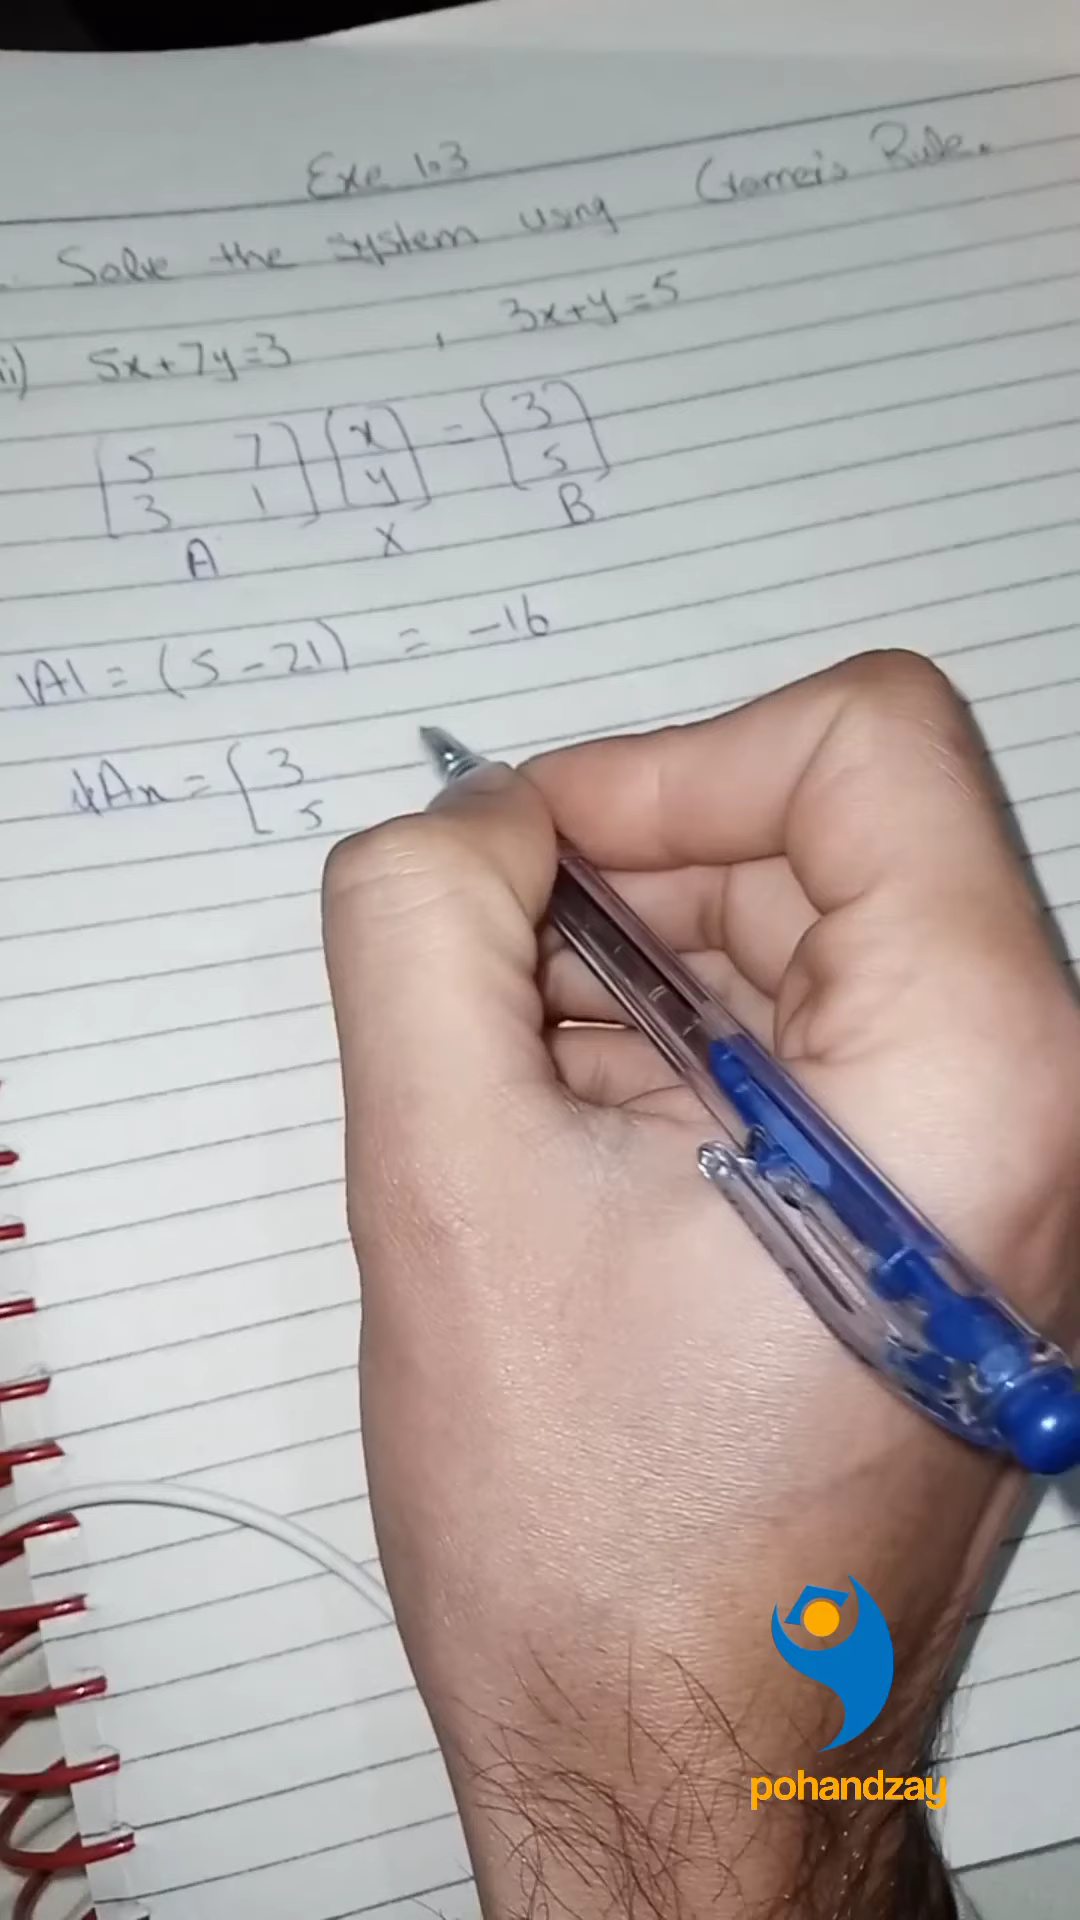 Exe 1.3
Solve the system using Cramer's Rule.
ii) 5x+7y=3 , 3x+y=5
[5 7] [x] = [3]
[3 1] [y] [5]
A X B
|A| = (5-21) = -16
Ax = [3
5
pohandzay